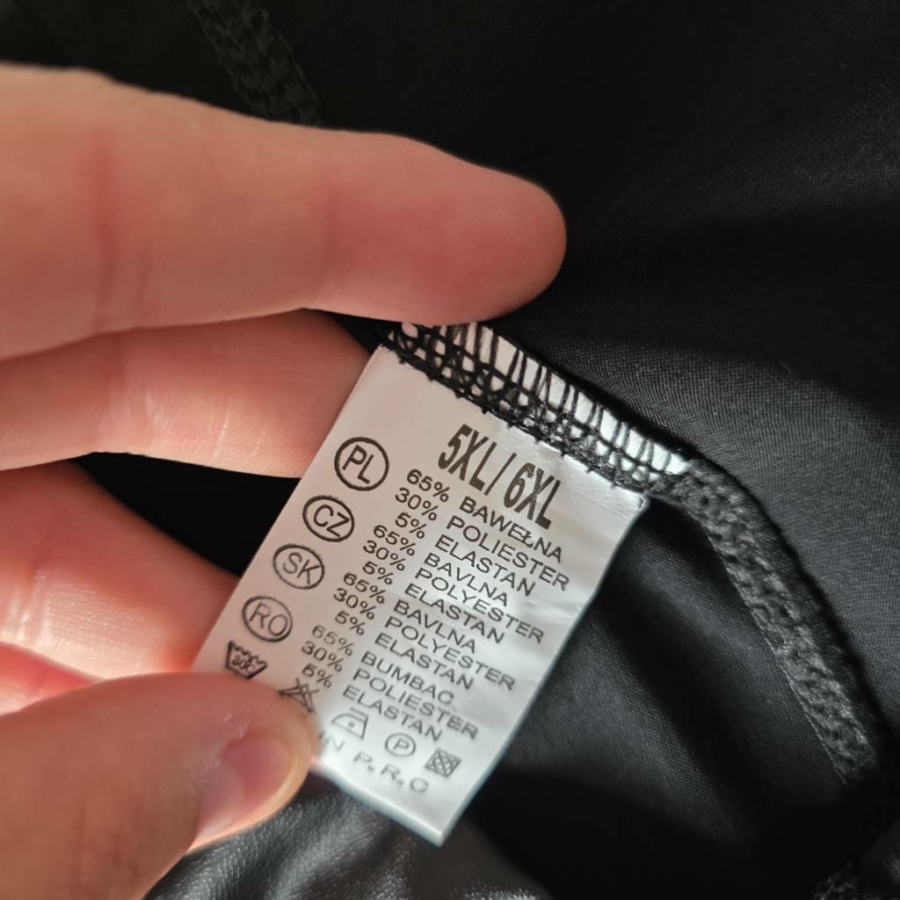 5XL/6XL
PL 65% BAWEŁNA
30% POLIESTER
5% ELASTAN
CZ 65% BAVLNA
30% POLYESTER
5% ELASTAN
SK 65% BAVLNA
30% POLYESTER
5% ELASTAN
RO 65% BUMBAC
30% POLIESTER
5% ELASTAN
P
P.R.C